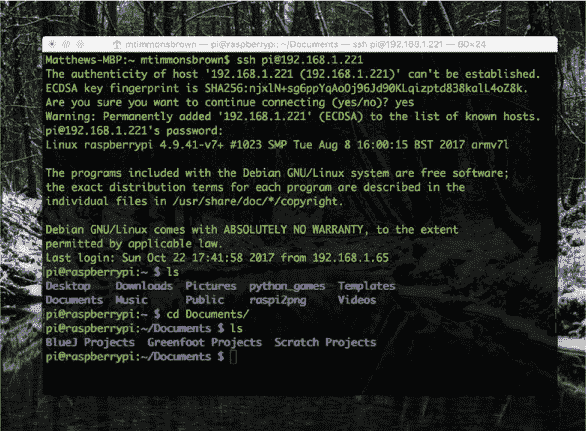 mtimmonsbrown — pi@raspberrypi: ~/Documents — ssh pi@192.168.1.221 — 80×24
Matthews-MBP:~ mtimmonsbrown$ ssh pi@192.168.1.221
The authenticity of host '192.168.1.221 (192.168.1.221)' can't be established.
ECDSA key fingerprint is SHA256:njxlN+sg6ppYqAoOj96Jd90KLqizptd838kalL4oZ8k.
Are you sure you want to continue connecting (yes/no)? yes
Warning: Permanently added '192.168.1.221' (ECDSA) to the list of known hosts.
pi@192.168.1.221's password:
Linux raspberrypi 4.9.41-v7+ #1023 SMP Tue Aug 8 16:00:15 BST 2017 armv7l
The programs included with the Debian GNU/Linux system are free software;
the exact distribution terms for each program are described in the
individual files in /usr/share/doc/*/copyright.
Debian GNU/Linux comes with ABSOLUTELY NO WARRANTY, to the extent
permitted by applicable law.
Last login: Sun Oct 22 17:41:58 2017 from 192.168.1.65
pi@raspberrypi:~ $ ls
Desktop Downloads Pictures python_games Templates
Documents Music Public raspi2png Videos
pi@raspberrypi:~ $ cd Documents/
pi@raspberrypi:~/Documents $ ls
BlueJ Projects Greenfoot Projects Scratch Projects
pi@raspberrypi:~/Documents $